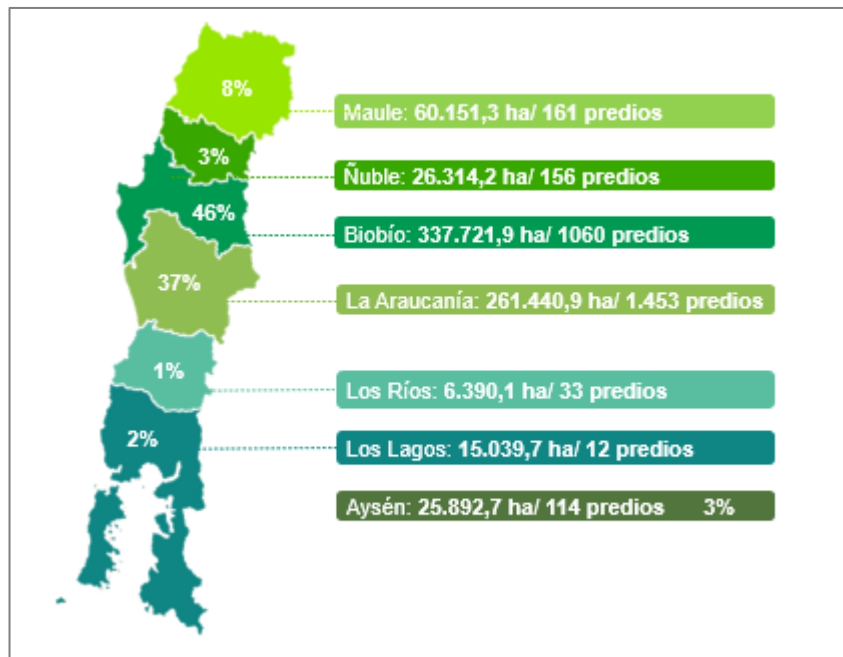 8%
Maule: 60.151,3 ha/ 161 predios
3%
Ñuble: 26.314,2 ha/ 156 predios
46%
Biobío: 337.721,9 ha/ 1060 predios
37%
La Araucanía: 261.440,9 ha/ 1.453 predios
1%
Los Ríos: 6.390,1 ha/ 33 predios
2%
Los Lagos: 15.039,7 ha/ 12 predios
Aysén: 25.892,7 ha/ 114 predios 3%